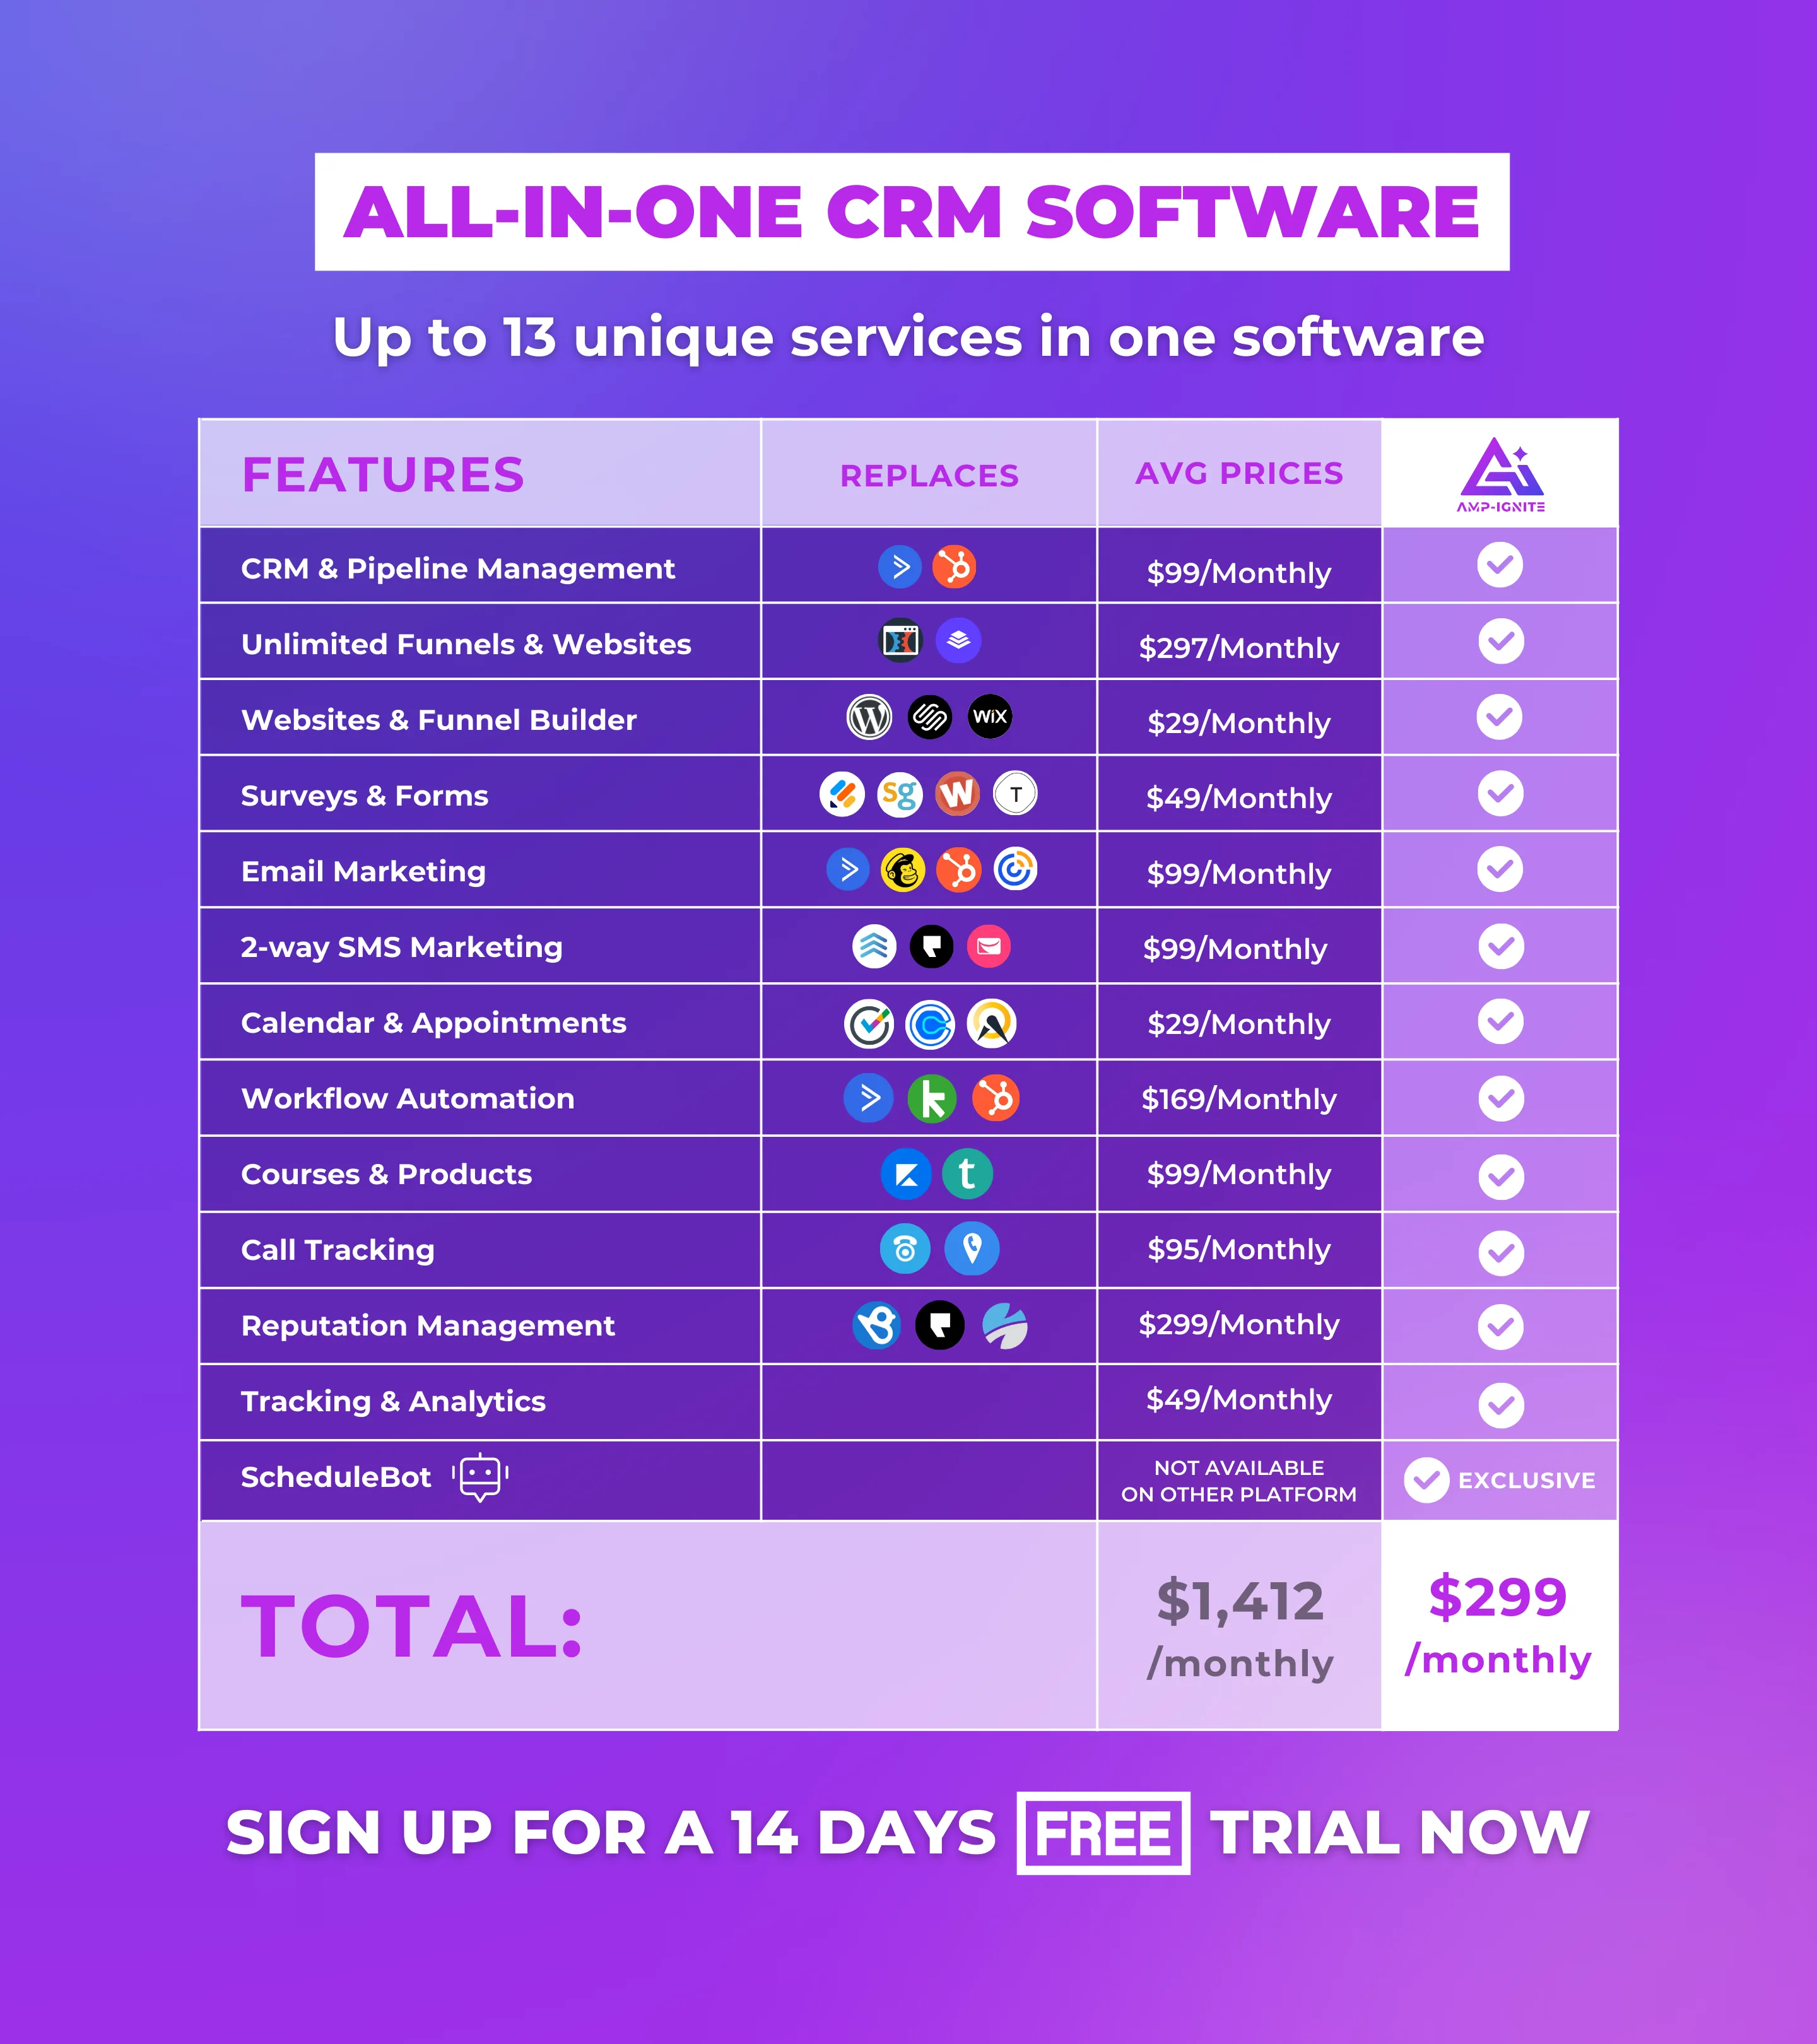 ALL-IN-ONE CRM SOFTWARE
Up to 13 unique services in one software
FEATURES REPLACES AVG PRICES AMP-IGNITE
CRM & Pipeline Management $99/Monthly
Unlimited Funnels & Websites $297/Monthly
Websites & Funnel Builder WIX $29/Monthly
Surveys & Forms sg W T $49/Monthly
Email Marketing $99/Monthly
2-way SMS Marketing $99/Monthly
Calendar & Appointments $29/Monthly
Workflow Automation k $169/Monthly
Courses & Products t $99/Monthly
Call Tracking $95/Monthly
Reputation Management $299/Monthly
Tracking & Analytics $49/Monthly
ScheduleBot NOT AVAILABLE
ON OTHER PLATFORM EXCLUSIVE
TOTAL: $1,412 $299
/monthly /monthly
SIGN UP FOR A 14 DAYS FREE TRIAL NOW